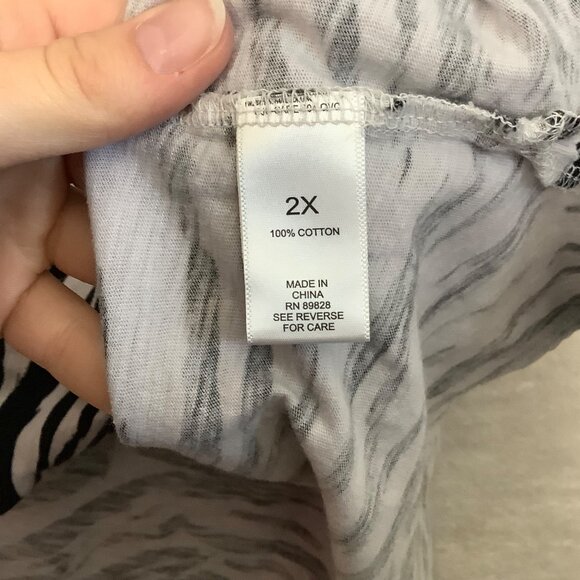 2X
100% COTTON
MADE IN
CHINA
RN 89828
SEE REVERSE
FOR CARE